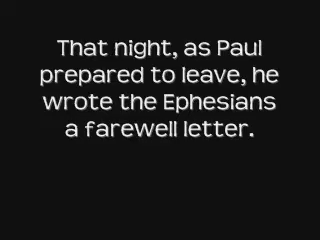 That night, as Paul
prepared to leave, he
wrote the Ephesians
a farewell letter.